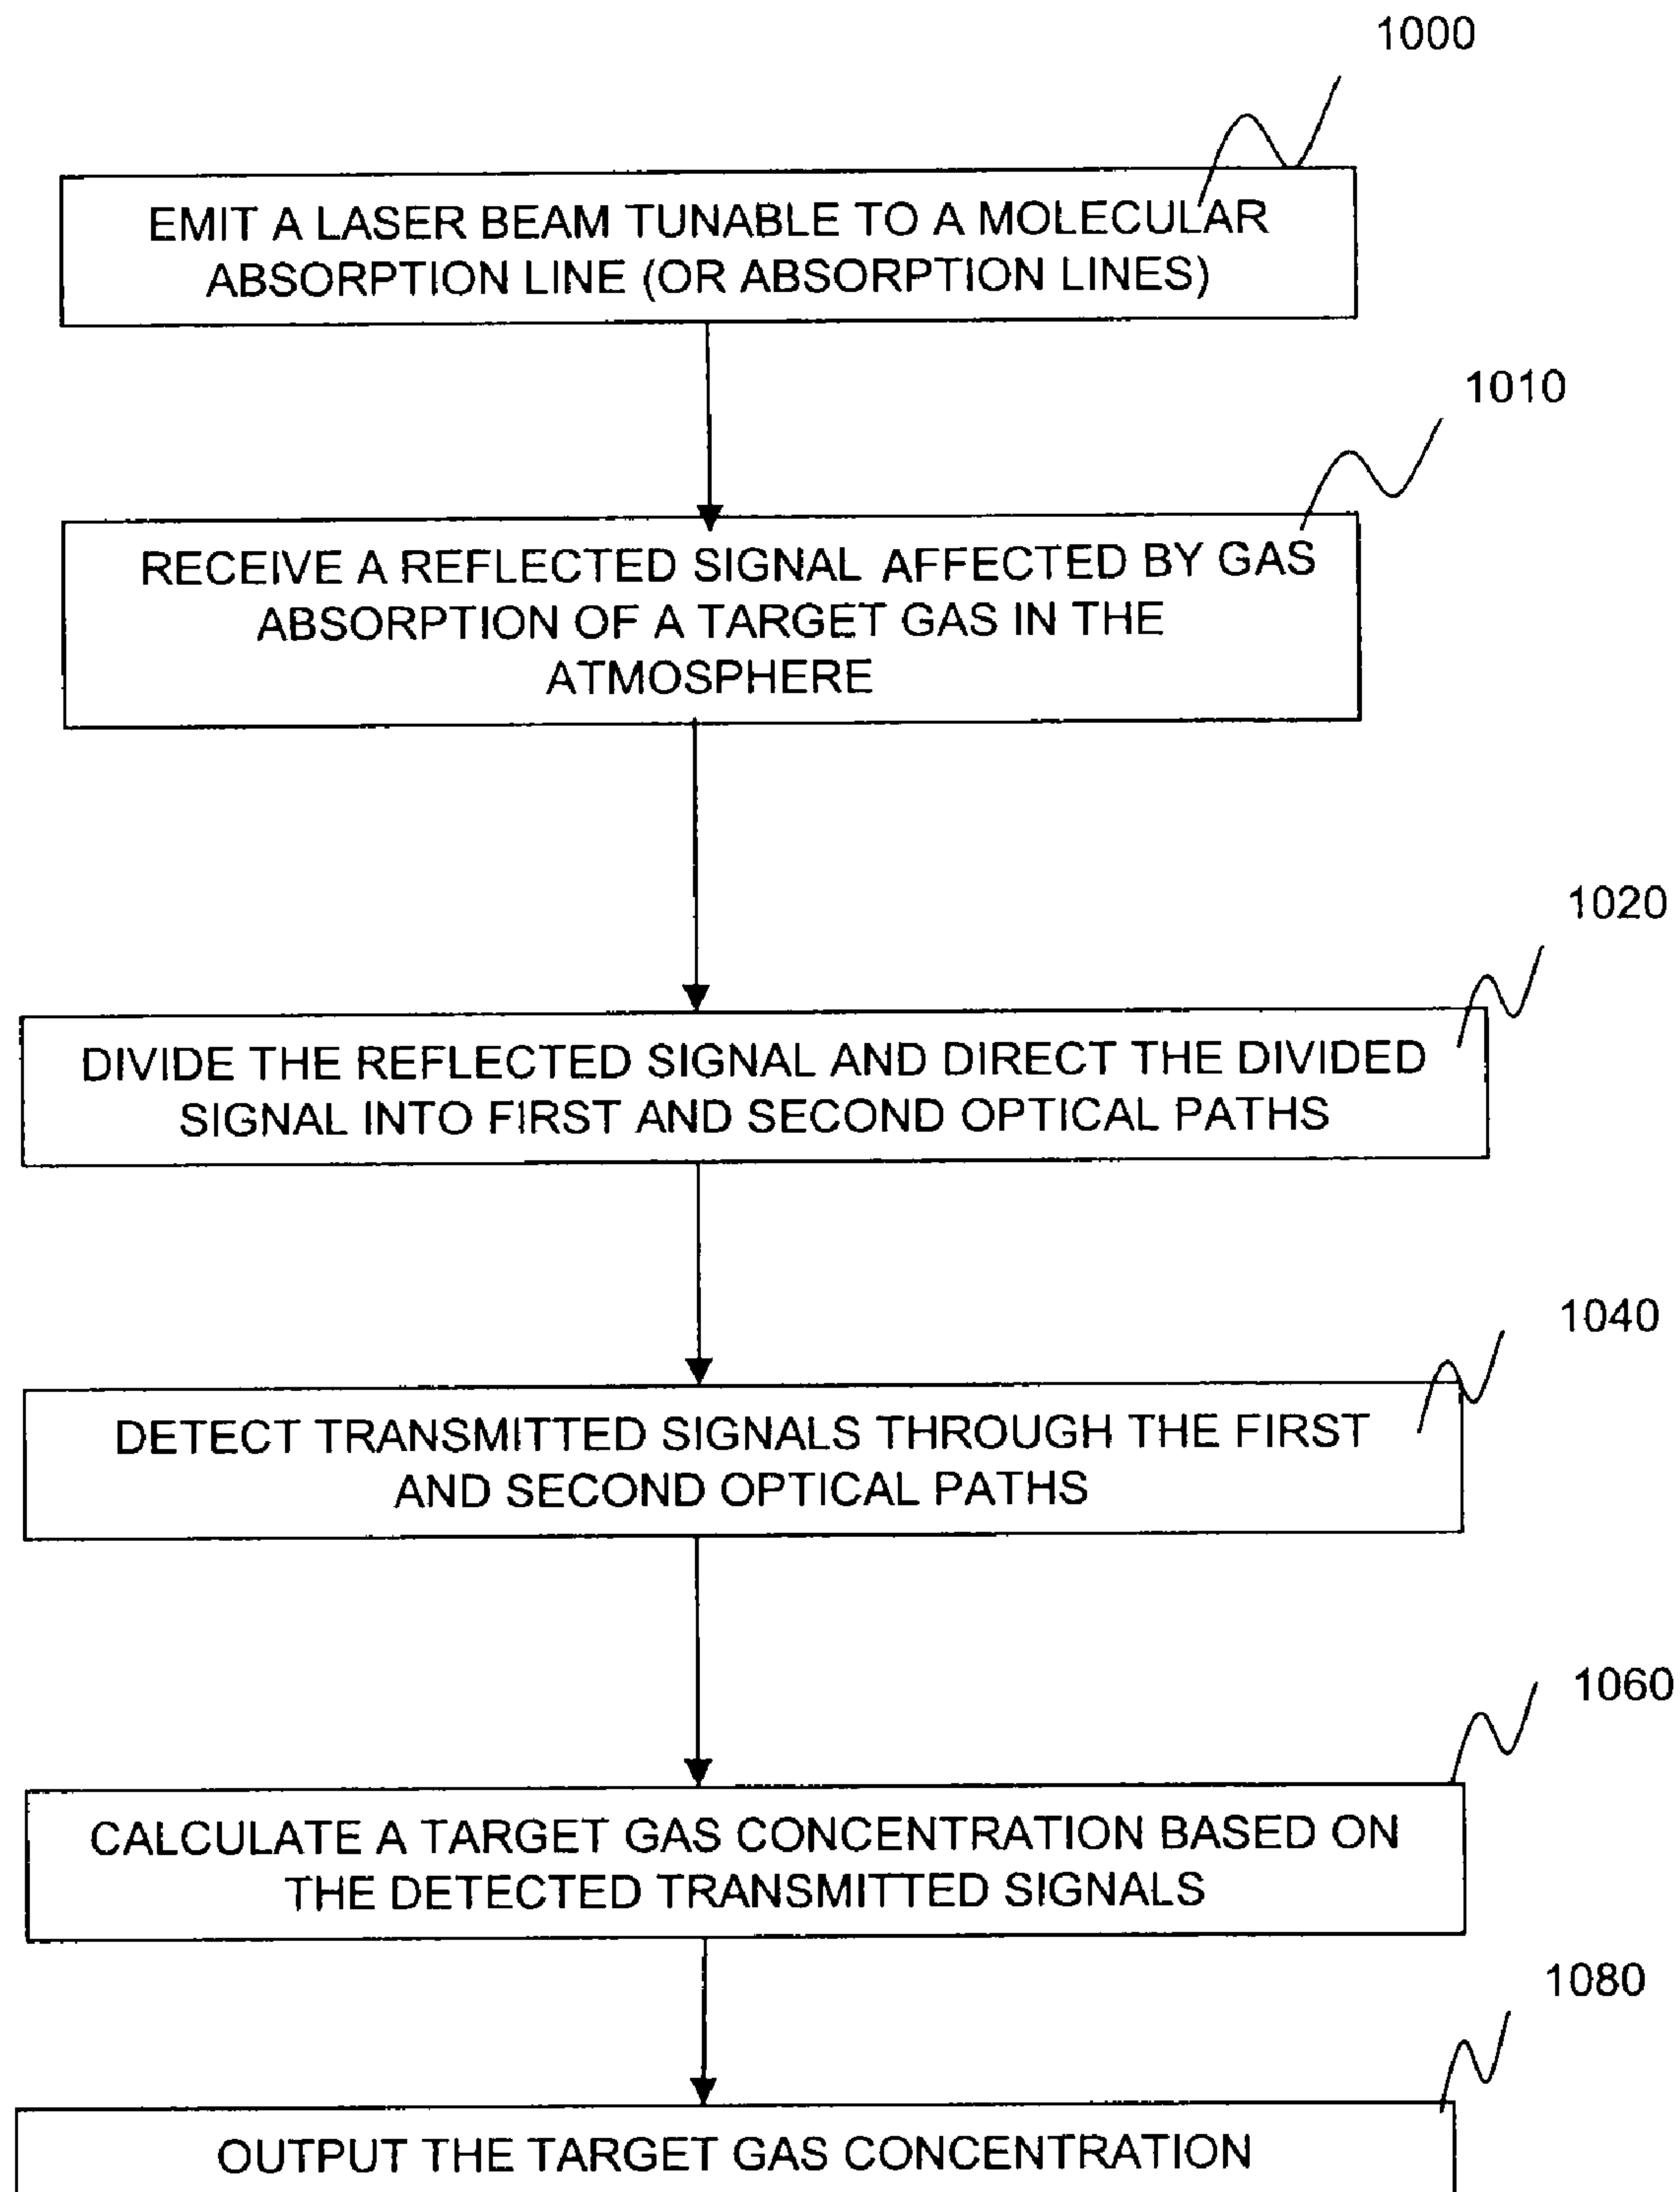 1000
EMIT A LASER BEAM TUNABLE TO A MOLECULAR
ABSORPTION LINE (OR ABSORPTION LINES)
1010
RECEIVE A REFLECTED SIGNAL AFFECTED BY GAS
ABSORPTION OF A TARGET GAS IN THE
ATMOSPHERE
1020
DIVIDE THE REFLECTED SIGNAL AND DIRECT THE DIVIDED
SIGNAL INTO FIRST AND SECOND OPTICAL PATHS
1040
DETECT TRANSMITTED SIGNALS THROUGH THE FIRST
AND SECOND OPTICAL PATHS
1060
CALCULATE A TARGET GAS CONCENTRATION BASED ON
THE DETECTED TRANSMITTED SIGNALS
1080
OUTPUT THE TARGET GAS CONCENTRATION